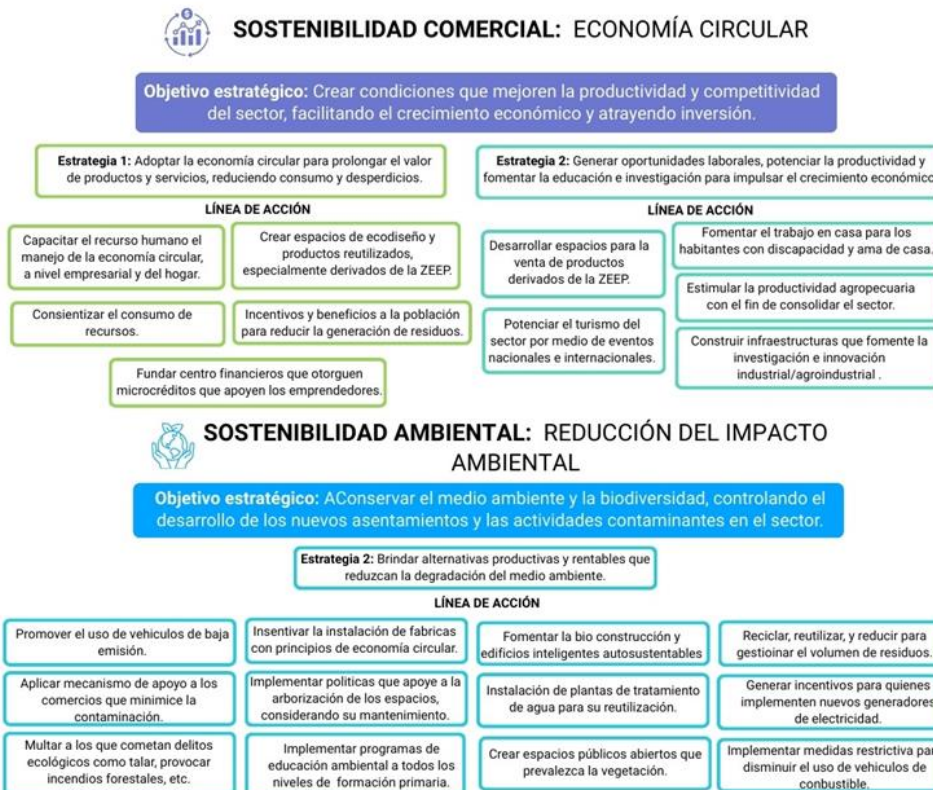 SOSTENIBILIDAD COMERCIAL: ECONOMÍA CIRCULAR
Objetivo estratégico: Crear condiciones que mejoren la productividad y competitividad
del sector, facilitando el crecimiento económico y atrayendo inversión.
Estrategia 1: Adoptar la economía circular para prolongar el valor
de productos y servicios, reduciendo consumo y desperdicios.
LÍNEA DE ACCIÓN
Capacitar el recurso humano el
manejo de la economía circular,
a nivel empresarial y del hogar.
Crear espacios de ecodiseño y
productos reutilizados,
especialmente derivados de la ZEEP.
Consientizar el consumo de
recursos.
Incentivos y beneficios a la población
para reducir la generación de residuos.
Fundar centro financieros que otorguen
microcréditos que apoyen los emprendedores.
Estrategia 2: Generar oportunidades laborales, potenciar la productividad y
fomentar la educación e investigación para impulsar el crecimiento económico
LÍNEA DE ACCIÓN
Desarrollar espacios para la
venta de productos
derivados de la ZEEP.
Fomentar el trabajo en casa para los
habitantes con discapacidad y ama de casa.
Estimular la productividad agropecuaria
con el fin de consolidar el sector.
Potenciar el turismo del
sector por medio de eventos
nacionales e internacionales.
Construir infraestructuras que fomente la
investigación e innovación
industrial/agroindustrial .
SOSTENIBILIDAD AMBIENTAL: REDUCCIÓN DEL IMPACTO
AMBIENTAL
Objetivo estratégico: AConservar el medio ambiente y la biodiversidad, controlando el
desarrollo de los nuevos asentamientos y las actividades contaminantes en el sector.
Estrategia 2: Brindar alternativas productivas y rentables que
reduzcan la degradación del medio ambiente.
LÍNEA DE ACCIÓN
Promover el uso de vehiculos de baja
emisión.
Insentivar la instalación de fabricas
con principios de economía circular.
Fomentar la bio construcción y
edificios inteligentes autosustentables
Reciclar, reutilizar, y reducir para
gestioinar el volumen de residuos.
Aplicar mecanismo de apoyo a los
comercios que minimice la
contaminación.
Implementar politicas que apoye a la
arborización de los espacios,
considerando su mantenimiento.
Instalación de plantas de tratamiento
de agua para su reutilización.
Generar incentivos para quienes
implementen nuevos generadores
de electricidad.
Multar a los que cometan delitos
ecológicos como talar, provocar
incendios forestales, etc.
Implementar programas de
educación ambiental a todos los
niveles de formación primaria.
Crear espacios públicos abiertos que
prevalezca la vegetación.
Implementar medidas restrictiva par
disminuir el uso de vehiculos de
conbustible.